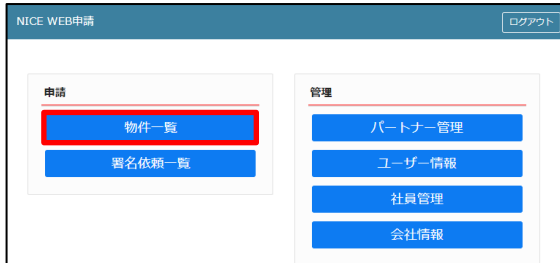 NICE WEB申請
ログアウト
申請
物件一覧
署名依頼一覧
管理
パートナー管理
ユーザー情報
社員管理
会社情報